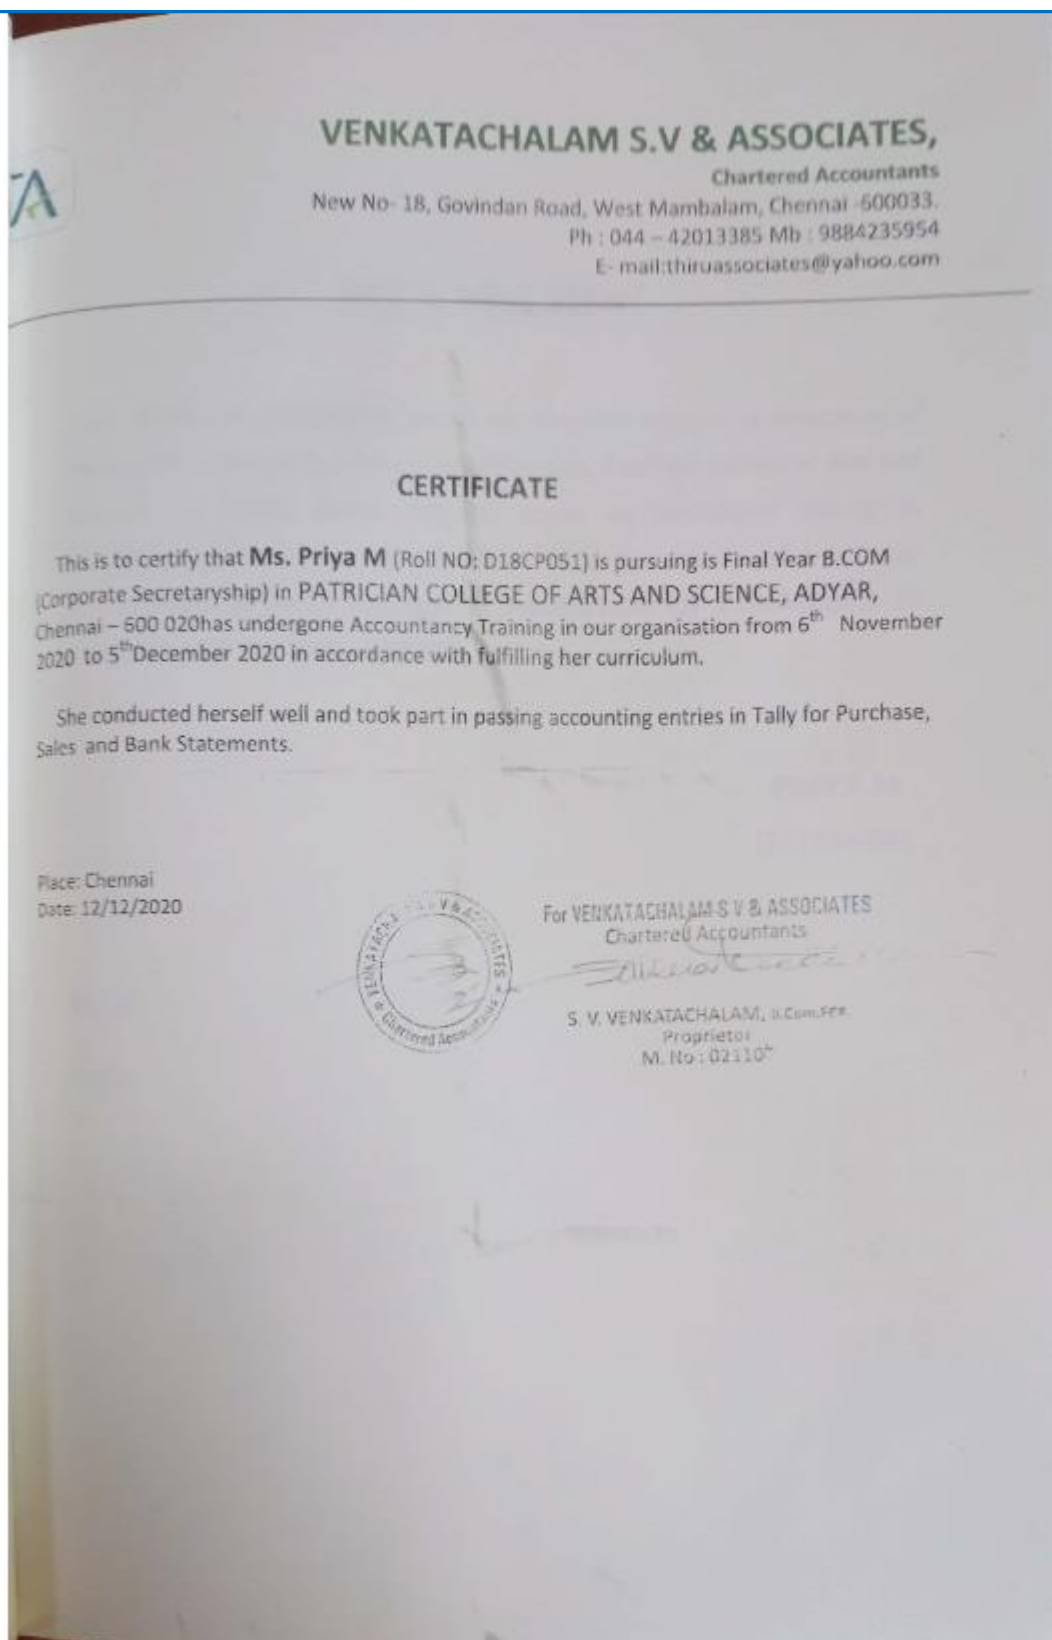 VENKATACHALAM S.V & ASSOCIATES,
Chartered Accountants
New No- 18, Govindan Road, West Mambalam, Chennai -600033.
Ph : 044 – 42013385 Mb : 9884235954
E- mail:thiruassociates@yahoo.com
CERTIFICATE
This is to certify that Ms. Priya M (Roll NO: D18CP051) is pursuing is Final Year B.COM
(Corporate Secretaryship) in PATRICIAN COLLEGE OF ARTS AND SCIENCE, ADYAR,
Chennai – 600 020has undergone Accountancy Training in our organisation from 6th November
2020 to 5thDecember 2020 in accordance with fulfilling her curriculum.
She conducted herself well and took part in passing accounting entries in Tally for Purchase,
Sales and Bank Statements.
Place: Chennai
Date: 12/12/2020
For VENKATACHALAM S V & ASSOCIATES
Chartered Accountants
S. V. VENKATACHALAM, B.Com.
Proprietor
M. No :
Chartered